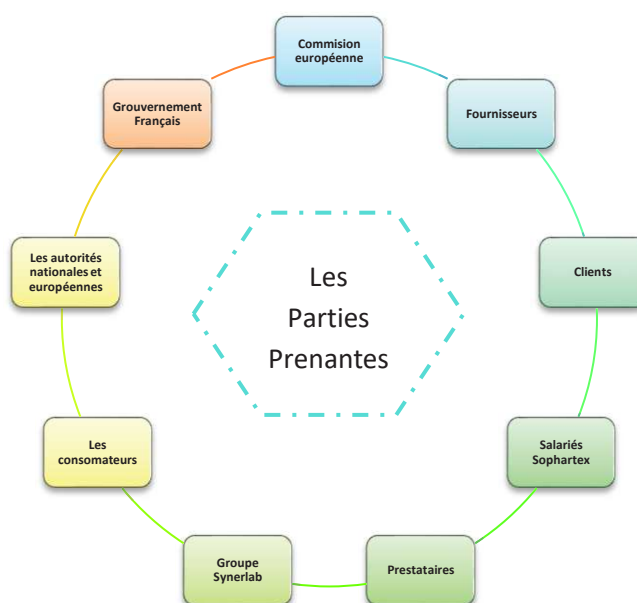 Commision
européenne
Fournisseurs
Clients
Salariés
Sophartex
Prestataires
Groupe
Synerlab
Les
consomateurs
Les autorités
nationales et
européennes
Grouvernement
Français
Les
Parties
Prenantes